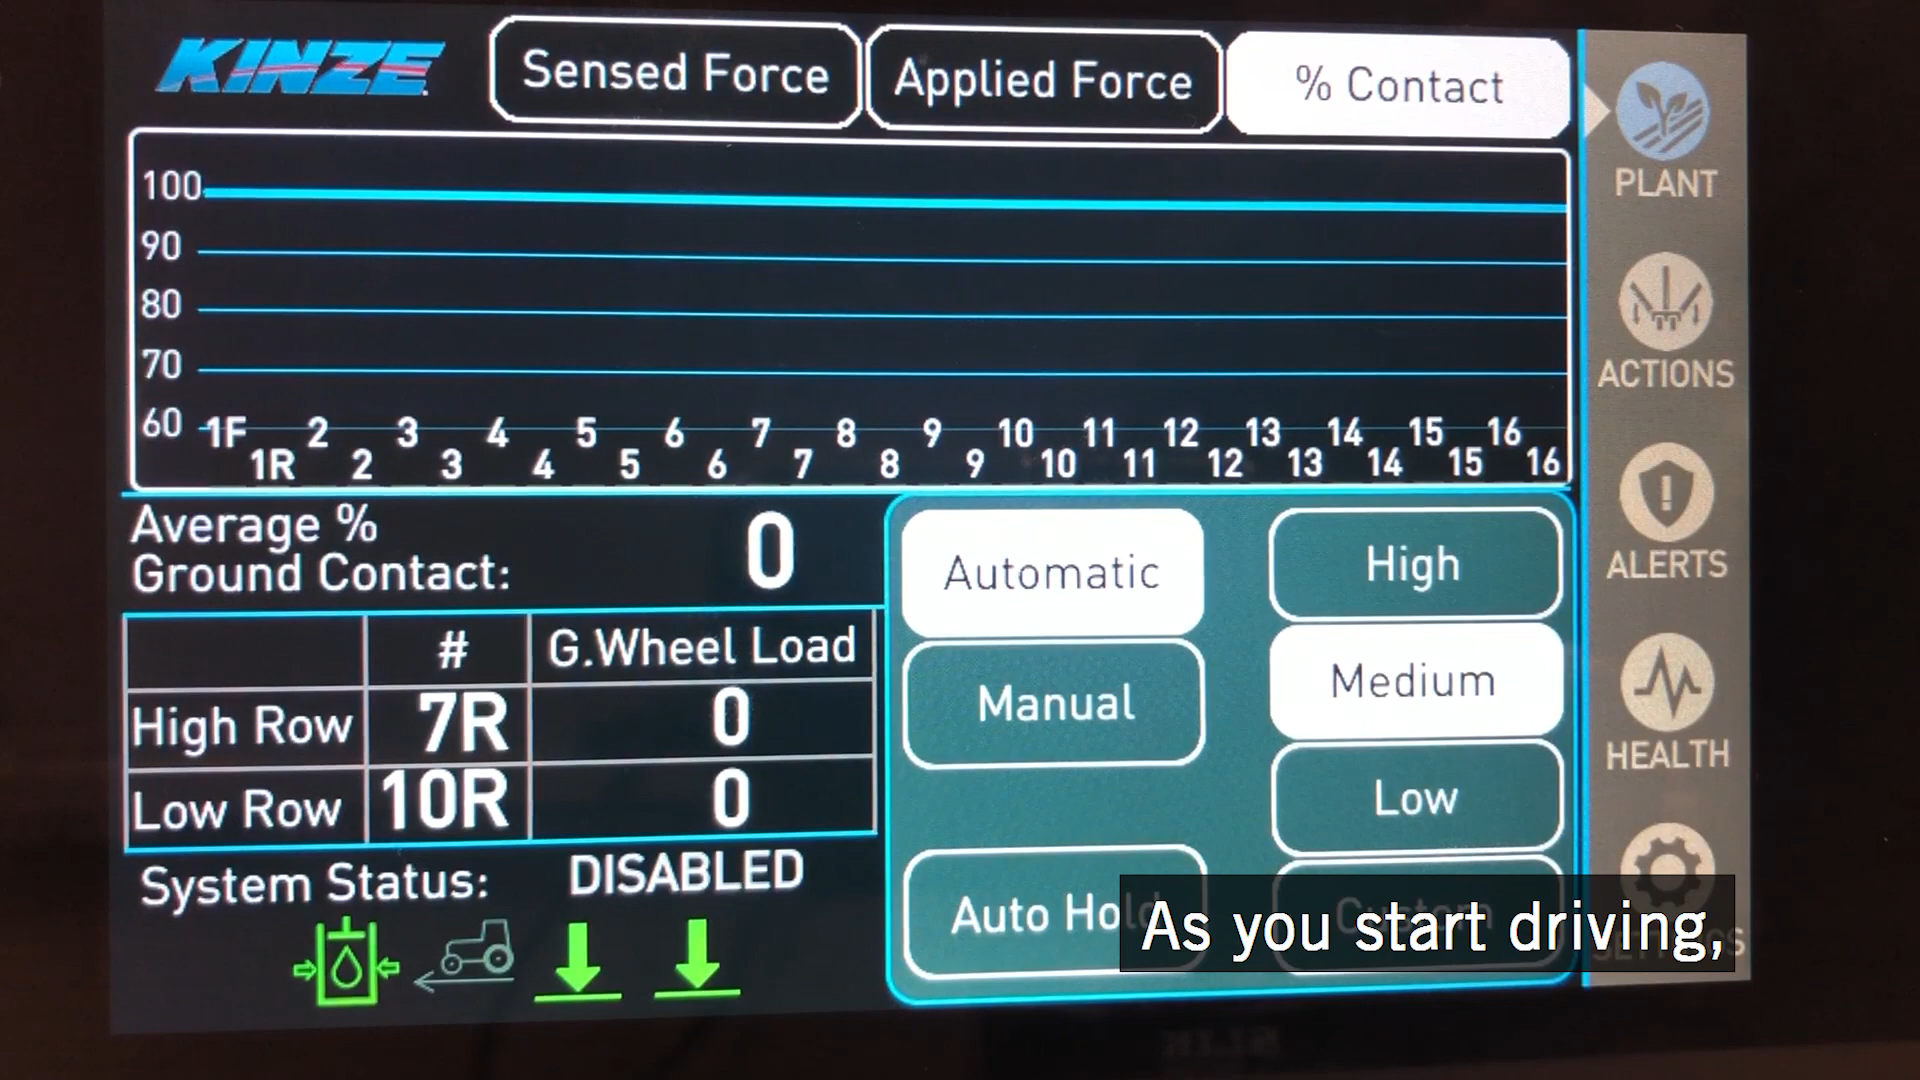 KINZE
Sensed Force
Applied Force
% Contact
PLANT
100
90
80
70
60
1F 2 3 4 5 6 7 8 9 10 11 12 13 14 15 16
1R 2 3 4 5 6 7 8 9 10 11 12 13 14 15 16
ACTIONS
Average %
Ground Contact:
0
# G.Wheel Load
High Row 7R 0
Low Row 10R 0
System Status: DISABLED
Automatic
Manual
Auto Hold
High
Medium
Low
Custom
ALERTS
HEALTH
As you start driving,